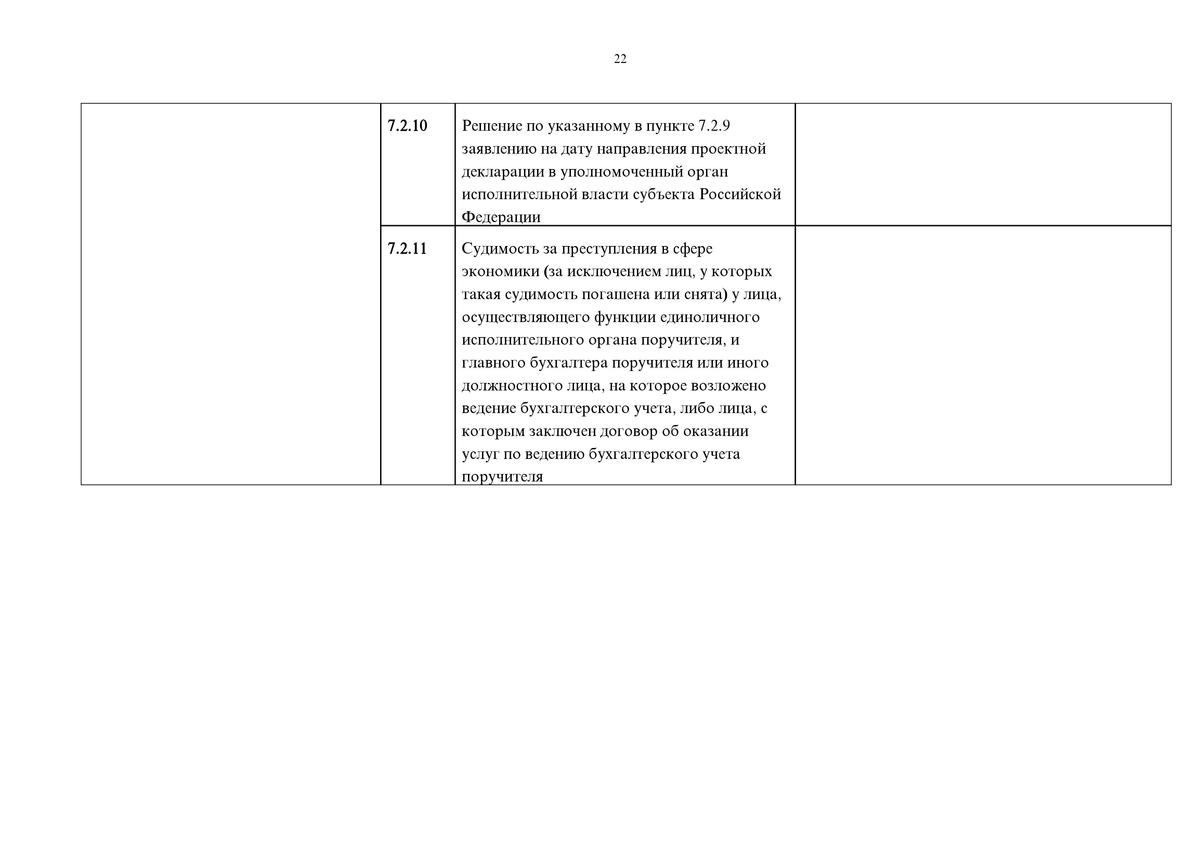 22
7.2.10
Решение по указанному в пункте 7.2.9
заявлению на дату направления проектной
декларации в уполномоченный орган
исполнительной власти субъекта Российской
Федерации
7.2.11
Судимость за преступления в сфере
экономики (за исключением лиц, у которых
такая судимость погашена или снята) у лица,
осуществляющего функции единоличного
исполнительного органа поручителя, и
главного бухгалтера поручителя или иного
должностного лица, на которое возложено
ведение бухгалтерского учета, либо лица, с
которым заключен договор об оказании
услуг по ведению бухгалтерского учета
поручителя